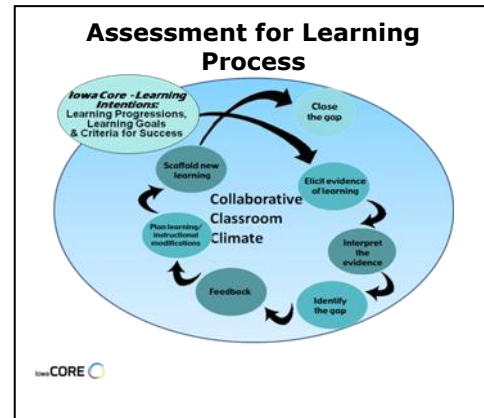 Assessment for Learning
Process
Iowa Core -Learning
Intentions:
Learning Progressions,
Learning Goals
& Criteria for Success
Close
the gap
Scaffold new
learning
Elicit evidence
of learning
Collaborative
Classroom
Climate
Plan learning/
instructional
modifications
Interpret
the
evidence
Feedback
Identify
the gap
Iowa CORE